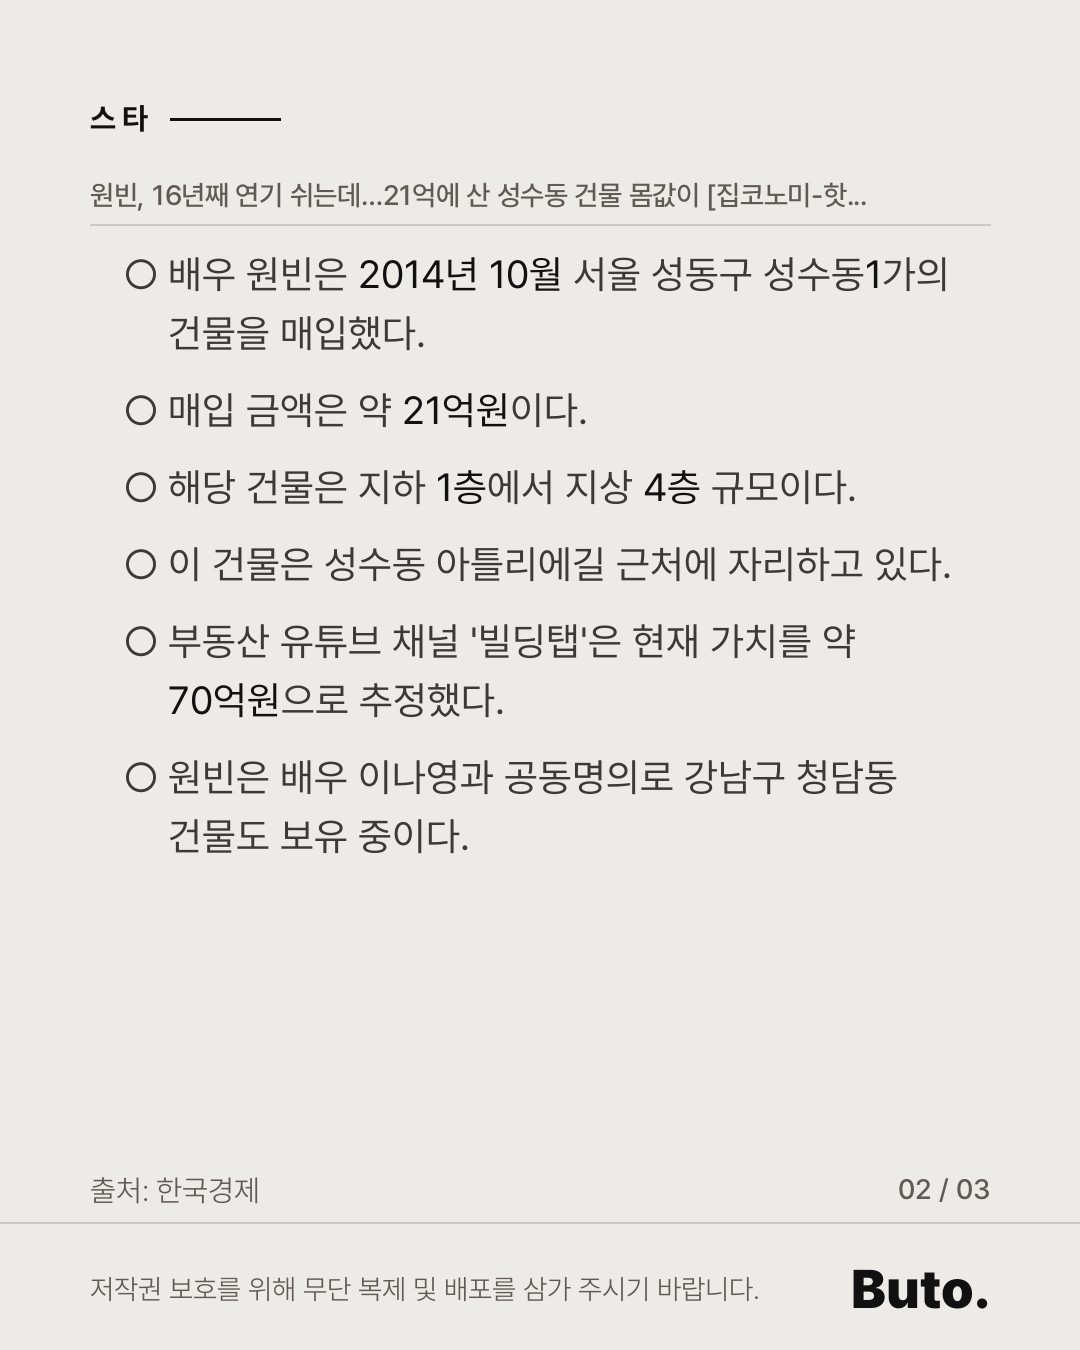 스타
원빈, 16년째 연기 쉬는데...21억에 산 성수동 건물 몸값이 [집코노미-핫...
○ 배우 원빈은 2014년 10월 서울 성동구 성수동1가의
건물을 매입했다.
○ 매입 금액은 약 21억원이다.
○ 해당 건물은 지하 1층에서 지상 4층 규모이다.
○ 이 건물은 성수동 아틀리에길 근처에 자리하고 있다.
○ 부동산 유튜브 채널 '빌딩탭'은 현재 가치를 약
70억원으로 추정했다.
○ 원빈은 배우 이나영과 공동명의로 강남구 청담동
건물도 보유 중이다.
출처: 한국경제
02 / 03
저작권 보호를 위해 무단 복제 및 배포를 삼가 주시기 바랍니다.
Buto.